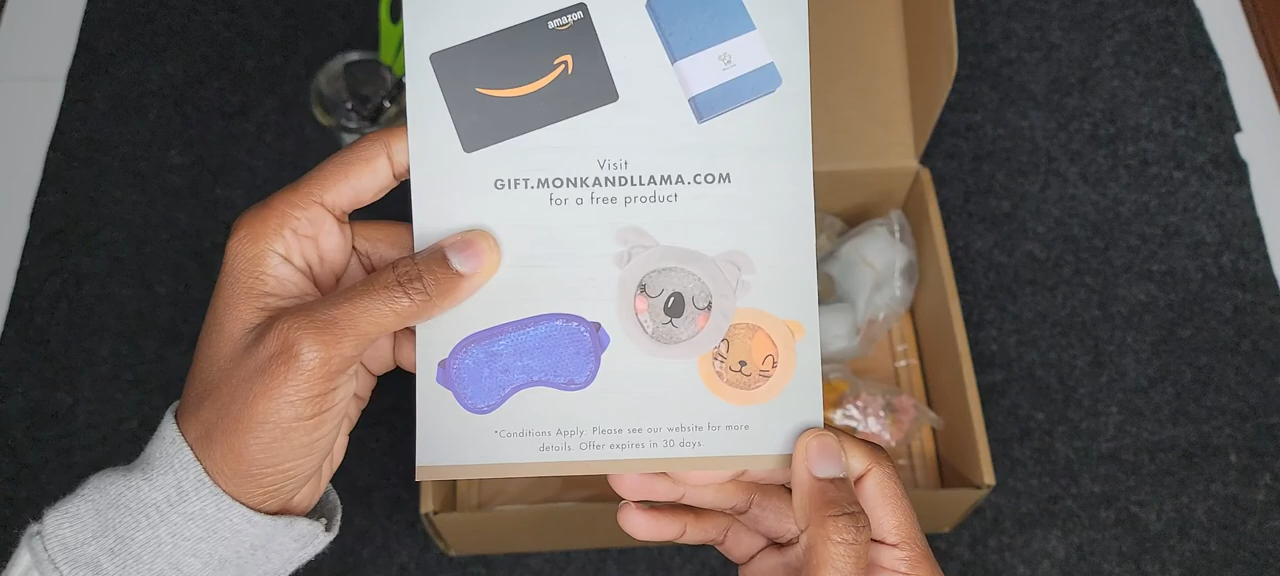 amazon
Visit
GIFT.MONKANDLLAMA.COM
for a free product
*Conditions Apply: Please see our website for more
details. Offer expires in 30 days.